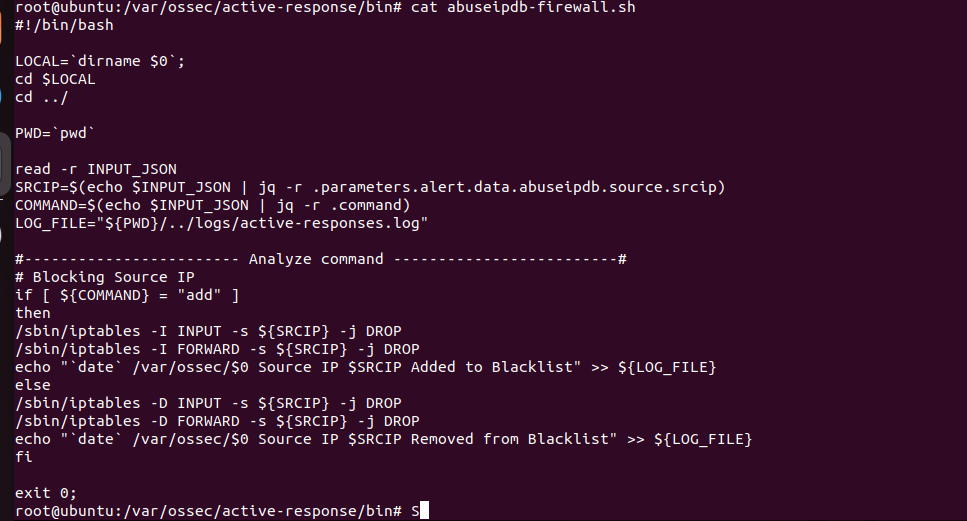 root@ubuntu:/var/ossec/active-response/bin# cat abuseipdb-firewall.sh
#!/bin/bash
LOCAL=`dirname $0`;
cd $LOCAL
cd ../
PWD=`pwd`
read -r INPUT_JSON
SRCIP=$(echo $INPUT_JSON | jq -r .parameters.alert.data.abuseipdb.source.srcip)
COMMAND=$(echo $INPUT_JSON | jq -r .command)
LOG_FILE="${PWD}/../logs/active-responses.log"
#------------------------ Analyze command -------------------------#
# Blocking Source IP
if [ ${COMMAND} = "add" ]
then
/sbin/iptables -I INPUT -s ${SRCIP} -j DROP
/sbin/iptables -I FORWARD -s ${SRCIP} -j DROP
echo "`date` /var/ossec/$0 Source IP $SRCIP Added to Blacklist" >> ${LOG_FILE}
else
/sbin/iptables -D INPUT -s ${SRCIP} -j DROP
/sbin/iptables -D FORWARD -s ${SRCIP} -j DROP
echo "`date` /var/ossec/$0 Source IP $SRCIP Removed from Blacklist" >> ${LOG_FILE}
fi
exit 0;
root@ubuntu:/var/ossec/active-response/bin# S